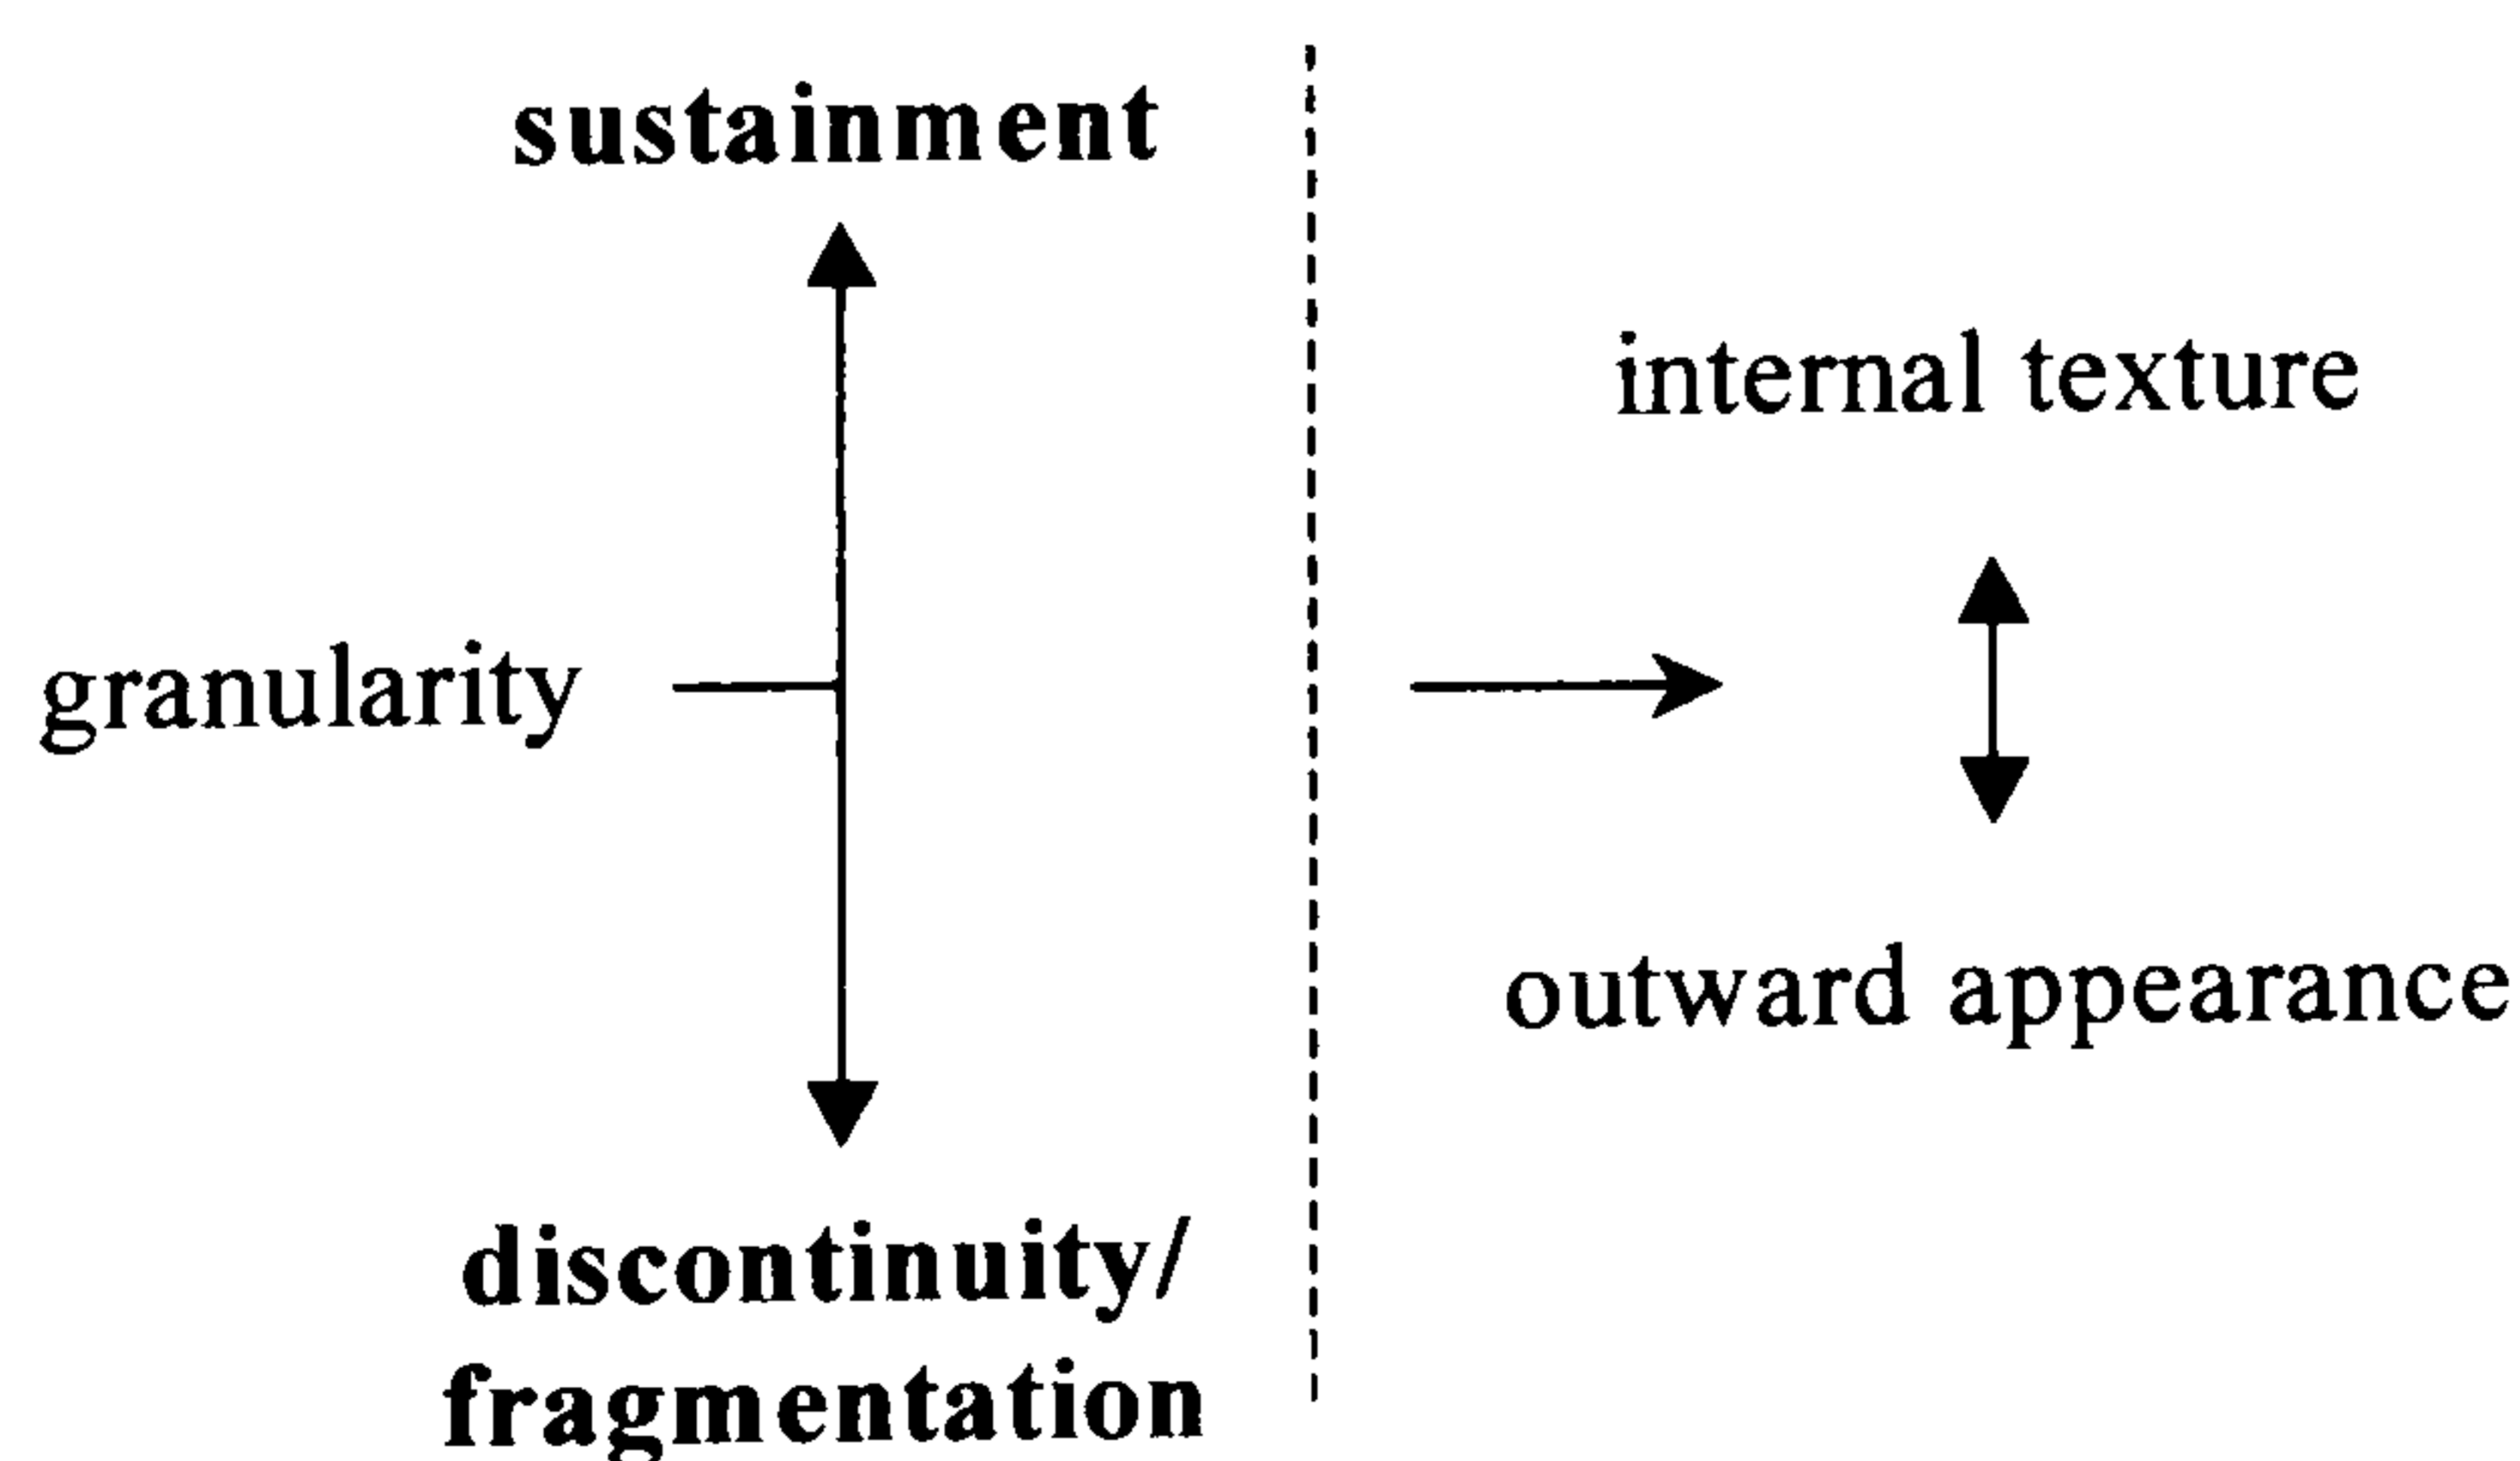 sustainment
internal texture
granularity
outward appearance
discontinuity/
fragmentation